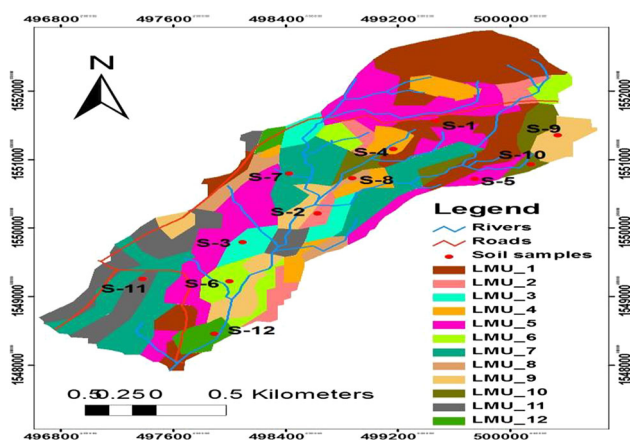 496800 497600 498400 499200 500000
N
1552000
1551000
1550000
1549000
1548000
S-1
S-9
S-4
S-10
S-7
S-8
S-5
S-2
S-3
S-11
S-6
S-12
Legend
Rivers
Roads
Soil samples
LMU_1
LMU_2
LMU_3
LMU_4
LMU_5
LMU_6
LMU_7
LMU_8
LMU_9
LMU_10
LMU_11
LMU_12
0.5 0.25 0 0.5 Kilometers
496800 497600 498400 499200 500000